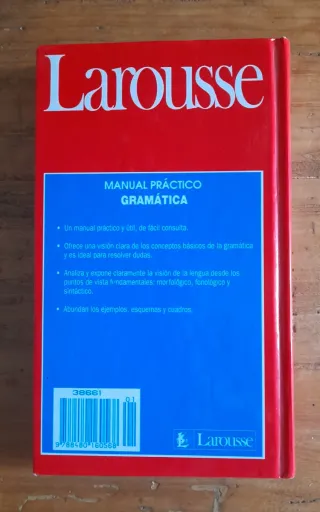 Larousse
MANUAL PRÁCTICO
GRAMÁTICA
• Un manual práctico y útil, de fácil consulta.
• Ofrece una visión clara de los conceptos básicos de la gramática
y es ideal para resolver dudas.
• Analiza y expone claramente la visión de la lengua desde los
puntos de vista fundamentales: morfológico, fonológico y
sintáctico.
• Abundan los ejemplos, esquemas y cuadros.
38661
01
Larousse